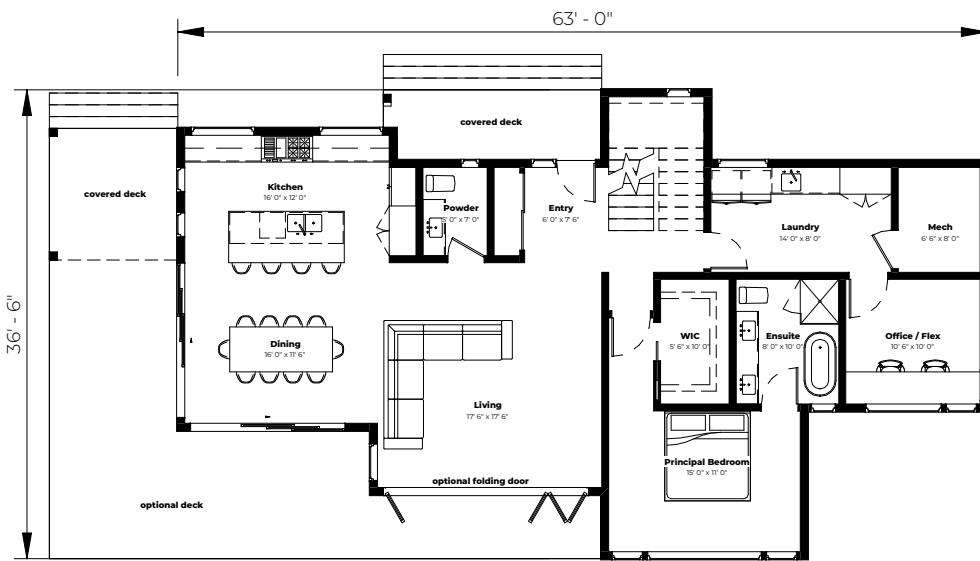 63' - 0"
36' - 6"
covered deck
covered deck
Kitchen
16' 0" x 12' 0"
Powder
5' 0" x 7' 0"
Entry
6' 0" x 7' 6"
Laundry
14' 0" x 8' 0"
Mech
6' 6" x 8' 0"
Dining
16' 0" x 11' 6"
WIC
5' 6" x 10' 0"
Ensuite
8' 0" x 10' 0"
Office / Flex
10' 6" x 10' 0"
Living
17' 6" x 17' 6"
Principal Bedroom
15' 0" x 11' 0"
optional folding door
optional deck